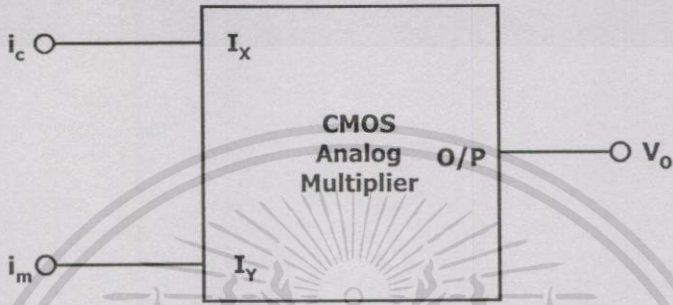 i_c I_X
CMOS
Analog
Multiplier
O/P V_O
i_m I_Y